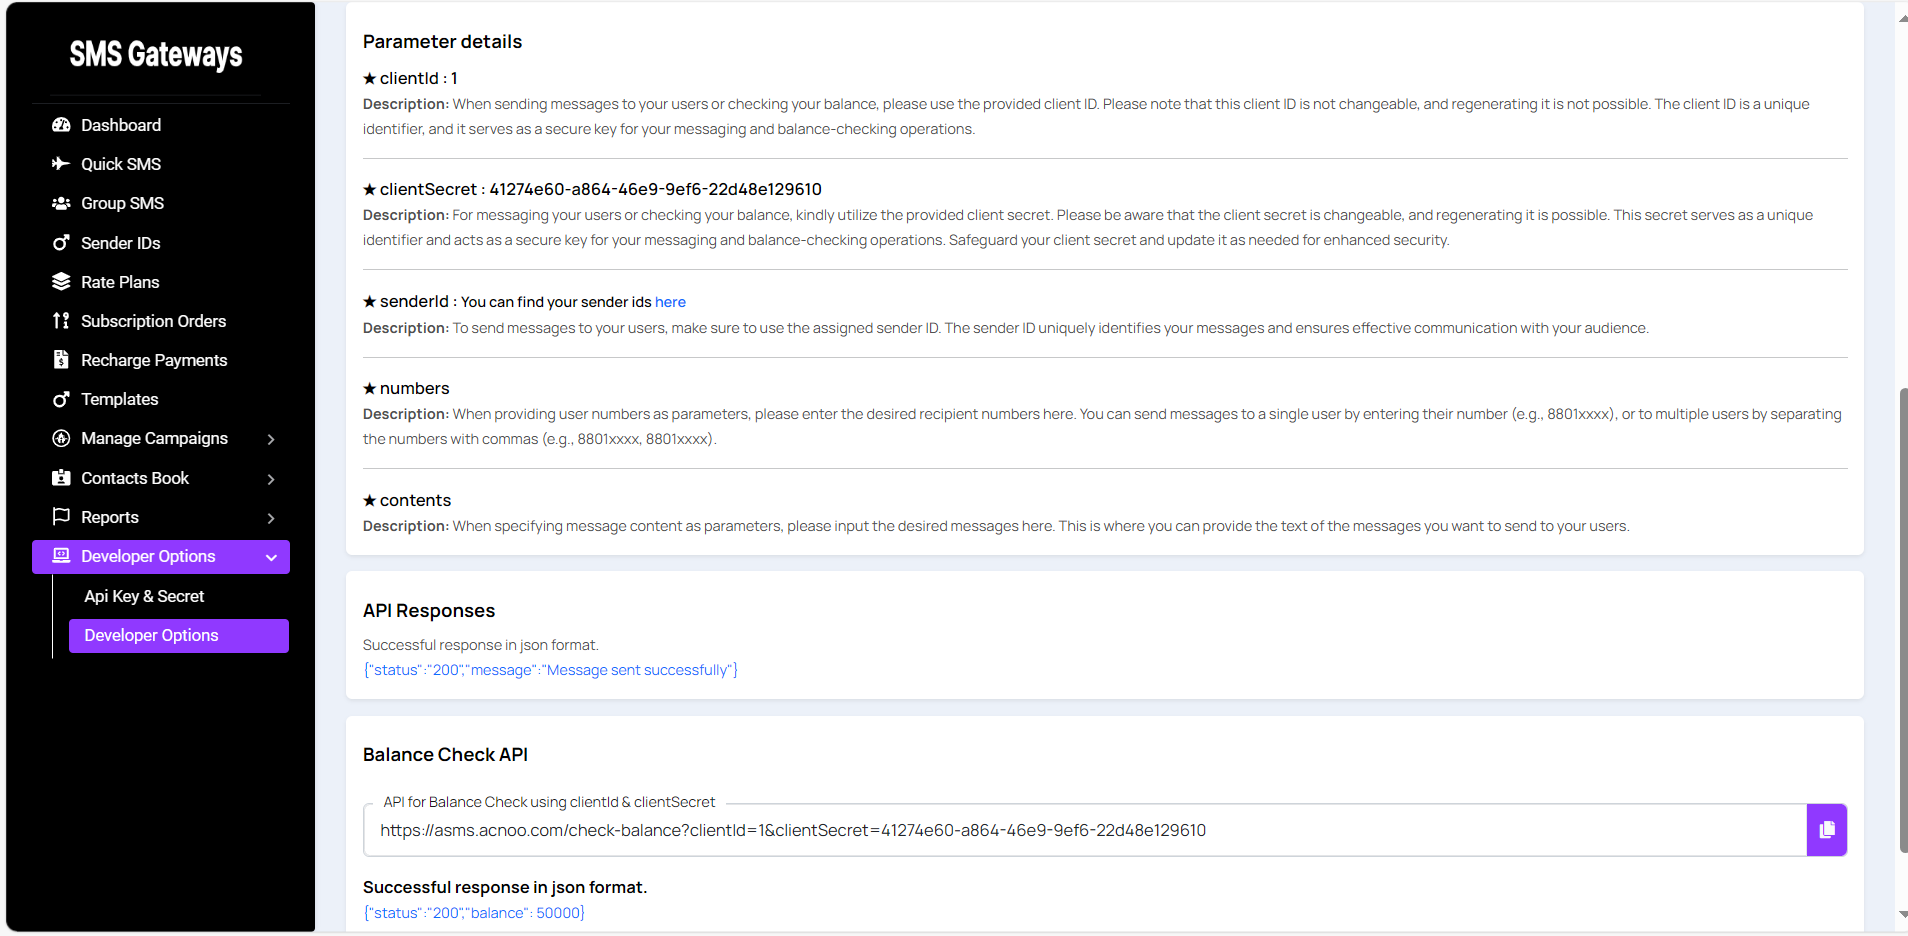 SMS Gateways
Dashboard
Quick SMS
Group SMS
Sender IDs
Rate Plans
Subscription Orders
Recharge Payments
Templates
Manage Campaigns
Contacts Book
Reports
Developer Options
Api Key & Secret
Developer Options
Parameter details
★ clientId : 1
Description: When sending messages to your users or checking your balance, please use the provided client ID. Please note that this client ID is not changeable, and regenerating it is not possible. The client ID is a unique
identifier, and it serves as a secure key for your messaging and balance-checking operations.
★ clientSecret : 41274e60-a864-46e9-9ef6-22d48e129610
Description: For messaging your users or checking your balance, kindly utilize the provided client secret. Please be aware that the client secret is changeable, and regenerating it is possible. This secret serves as a unique
identifier and acts as a secure key for your messaging and balance-checking operations. Safeguard your client secret and update it as needed for enhanced security.
★ senderId : You can find your sender ids here
Description: To send messages to your users, make sure to use the assigned sender ID. The sender ID uniquely identifies your messages and ensures effective communication with your audience.
★ numbers
Description: When providing user numbers as parameters, please enter the desired recipient numbers here. You can send messages to a single user by entering their number (e.g., 8801xxxx), or to multiple users by separating
the numbers with commas (e.g., 8801xxxx, 8801xxxx).
★ contents
Description: When specifying message content as parameters, please input the desired messages here. This is where you can provide the text of the messages you want to send to your users.
API Responses
Successful response in json format.
{"status":"200","message":"Message sent successfully"}
Balance Check API
API for Balance Check using clientId & clientSecret
https://asms.acnoo.com/check-balance?clientId=1&clientSecret=41274e60-a864-46e9-9ef6-22d48e129610
Successful response in json format.
{"status":"200","balance": 50000}